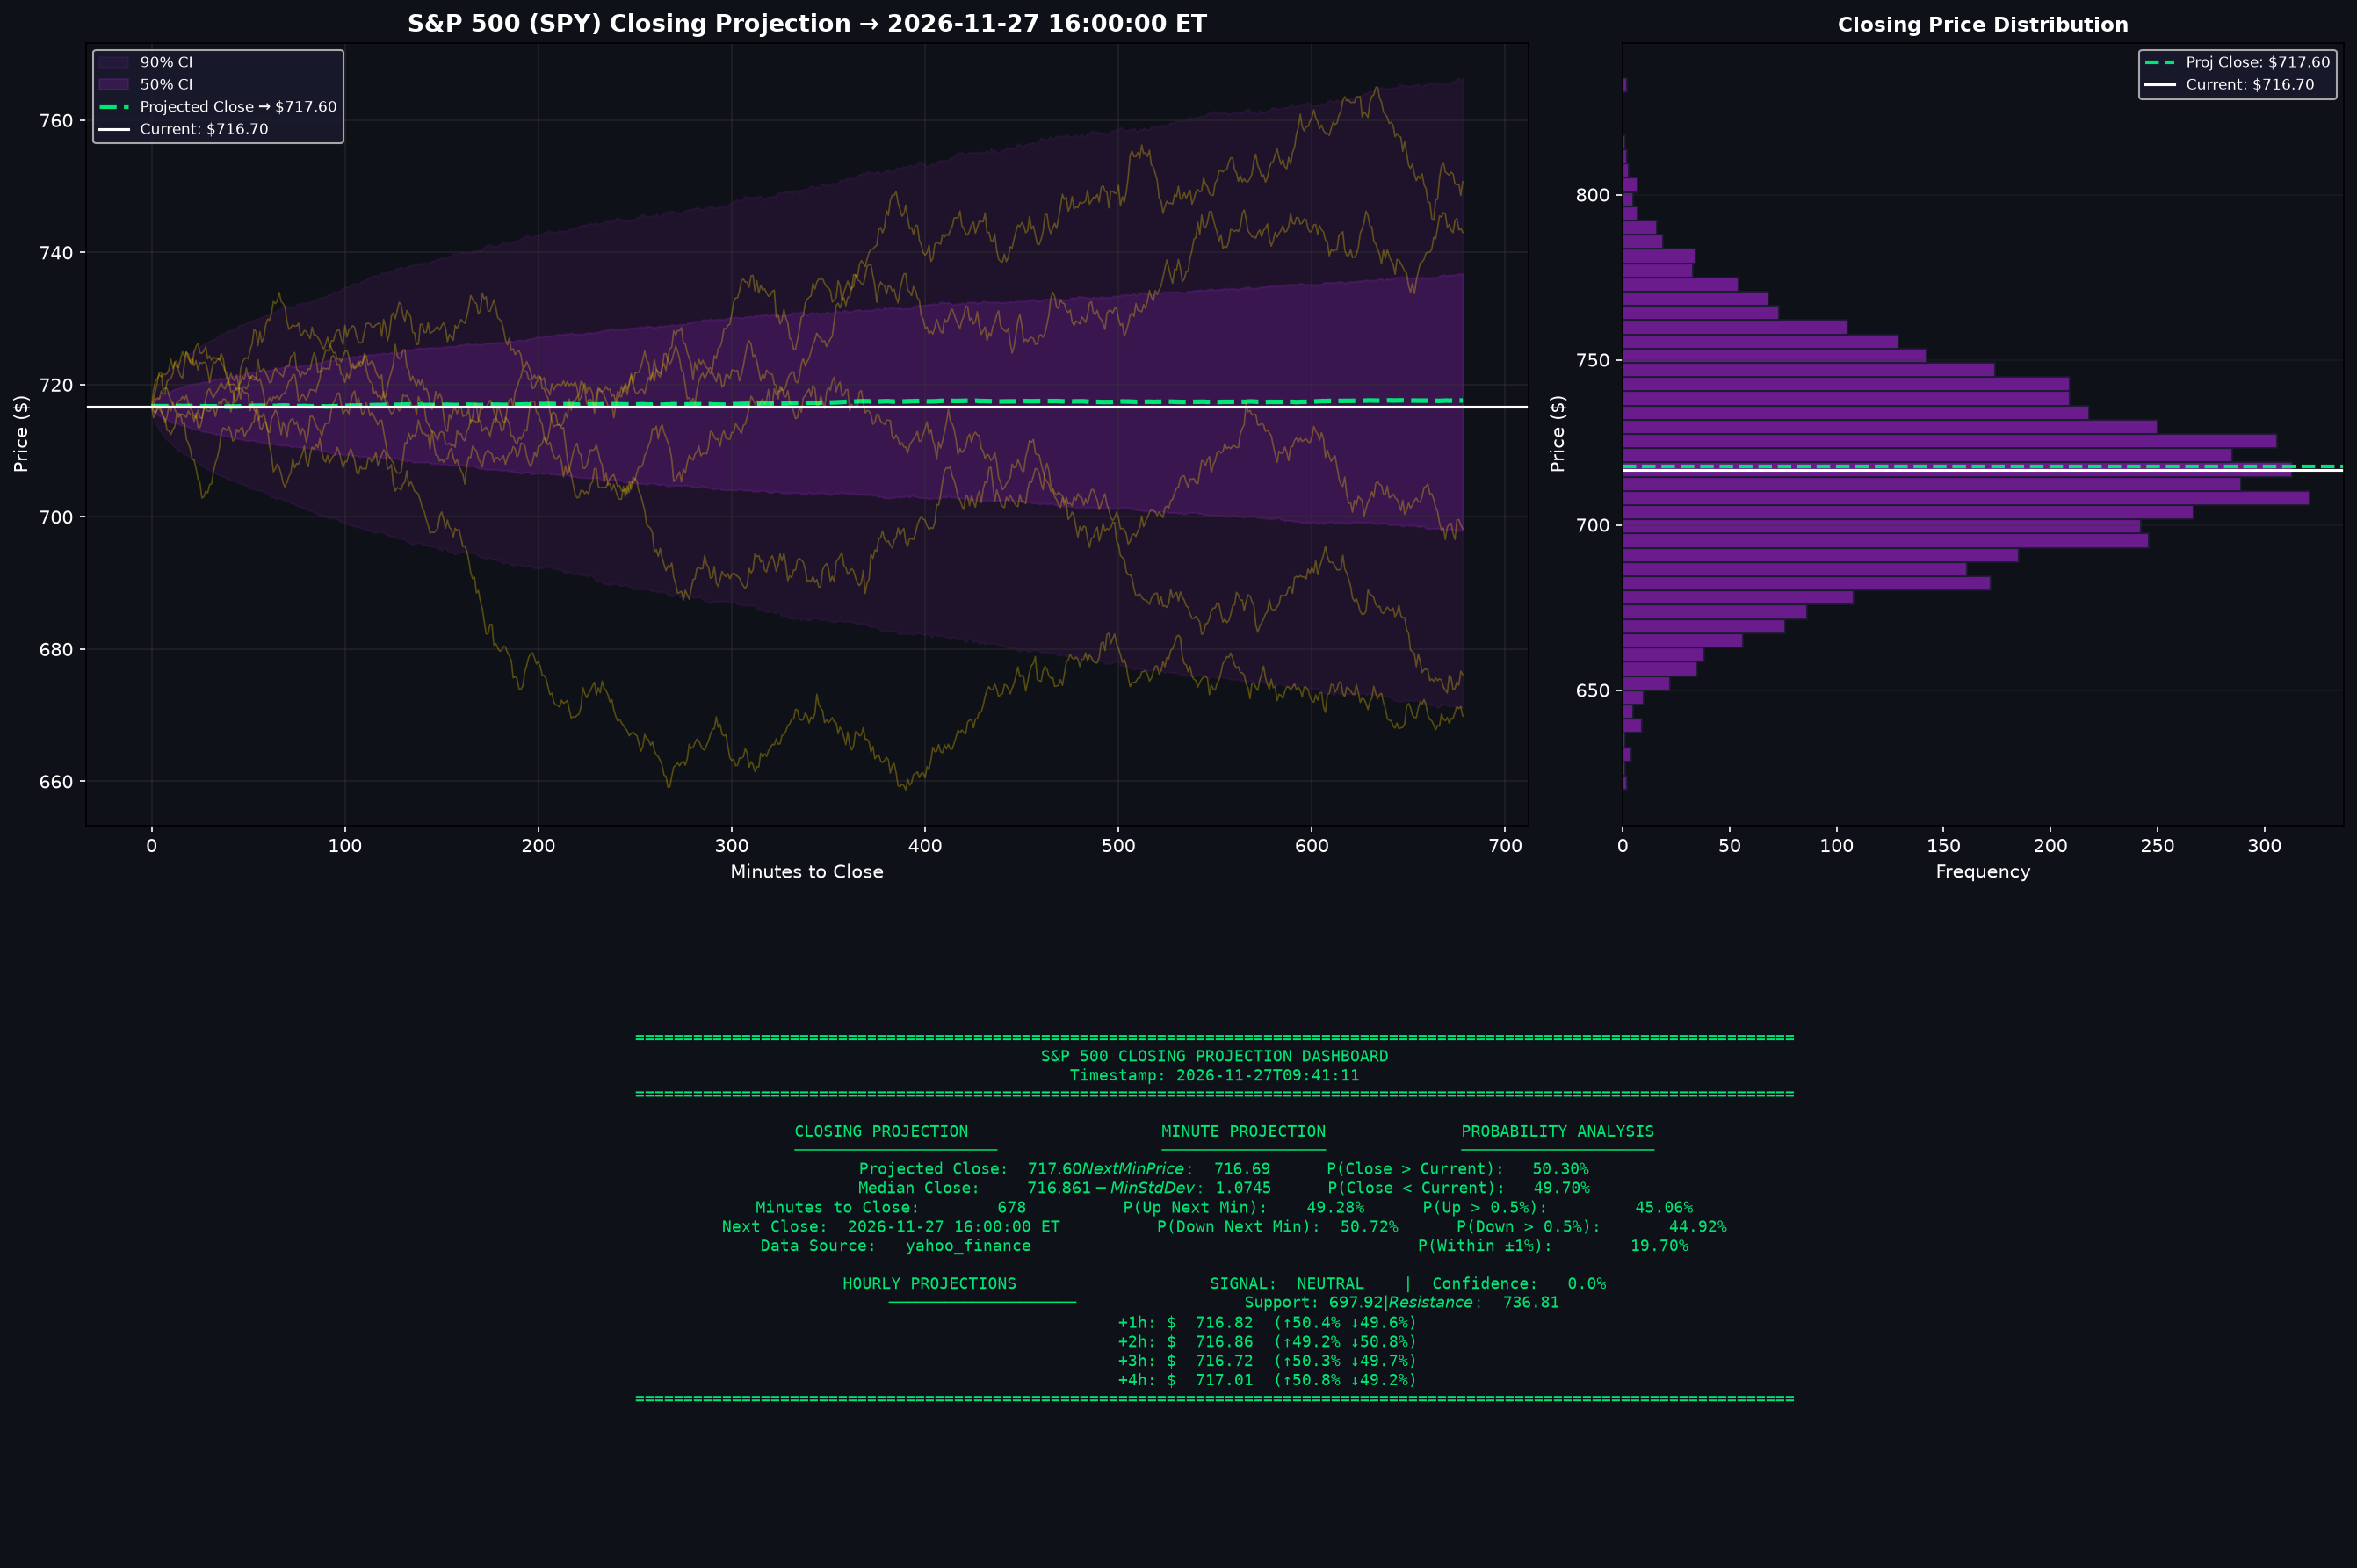 S&P 500 (SPY) Closing Projection → 2026-11-27 16:00:00 ET
90% CI
50% CI
Projected Close → $717.60
Current: $716.70
760
740
720
700
680
660
Price ($)
0 100 200 300 400 500 600 700
Minutes to Close
Closing Price Distribution
Proj Close: $717.60
Current: $716.70
800
750
700
650
Price ($)
0 50 100 150 200 250 300
Frequency
S&P 500 CLOSING PROJECTION DASHBOARD
Timestamp: 2026-11-27T09:41:11
CLOSING PROJECTION MINUTE PROJECTION PROBABILITY ANALYSIS
Projected Close: 717.60NextMinPrice: 716.69 P(Close > Current): 50.30%
Median Close: 716.861−MinStdDev: 1.0745 P(Close < Current): 49.70%
Minutes to Close: 678 P(Up Next Min): 49.28% P(Up > 0.5%): 45.06%
Next Close: 2026-11-27 16:00:00 ET P(Down Next Min): 50.72% P(Down > 0.5%): 44.92%
Data Source: yahoo_finance P(Within ±1%): 19.70%
HOURLY PROJECTIONS SIGNAL: NEUTRAL | Confidence: 0.0%
Support: 697.92|Resistance: 736.81
+1h: $ 716.82 (↑50.4% ↓49.6%)
+2h: $ 716.86 (↑49.2% ↓50.8%)
+3h: $ 716.72 (↑50.3% ↓49.7%)
+4h: $ 717.01 (↑50.8% ↓49.2%)